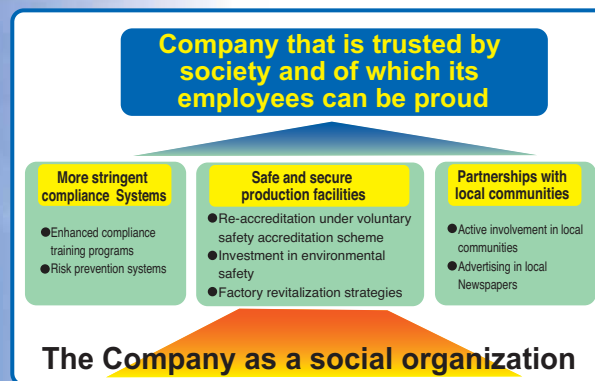 Company that is trusted by
society and of which its
employees can be proud
More stringent
compliance Systems
●Enhanced compliance
training programs
●Risk prevention systems
Safe and secure
production facilities
●Re-accreditation under voluntary
safety accreditation scheme
●Investment in environmental
safety
●Factory revitalization strategies
Partnerships with
local communities
●Active involvement in local
communities
●Advertising in local
Newspapers
The Company as a social organization